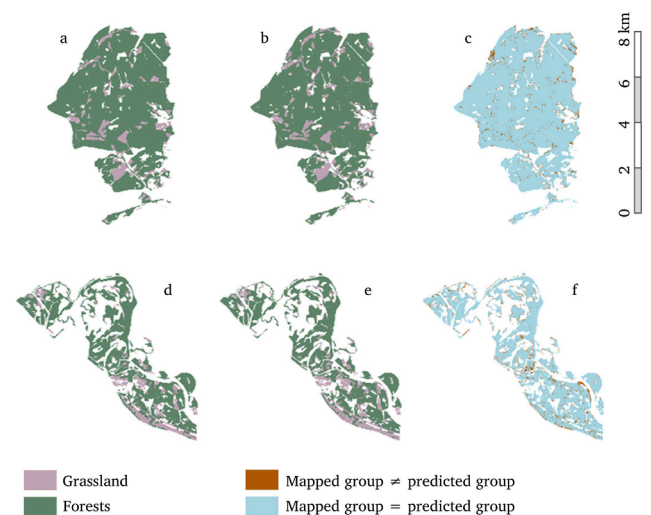 a
b
c
8 km
6
4
2
0
d
e
f
Grassland
Mapped group ≠ predicted group
Forests
Mapped group = predicted group